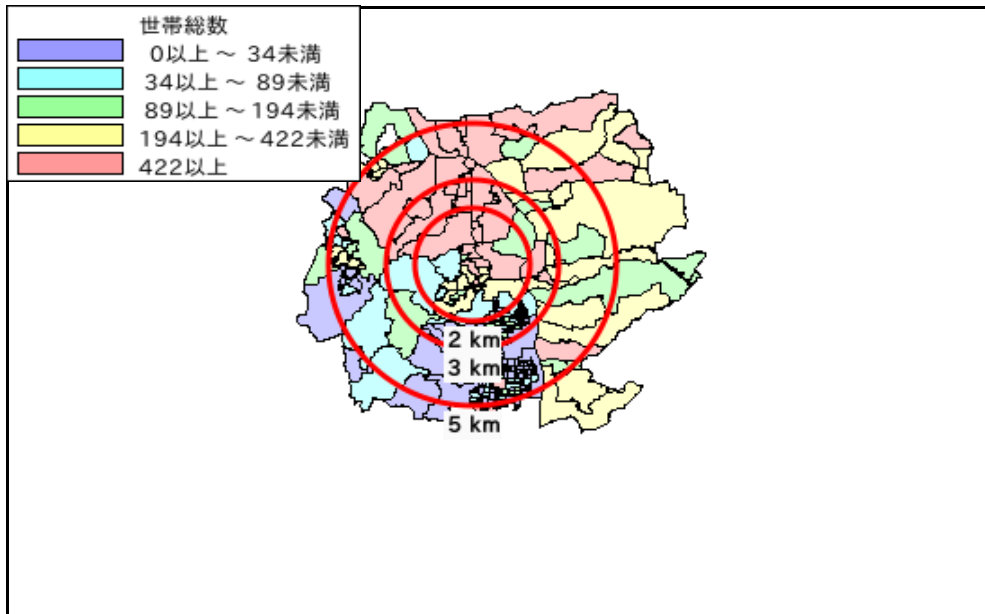 世帯総数
0以上 ～ 34未満
34以上 ～ 89未満
89以上 ～ 194未満
194以上 ～ 422未満
422以上
2 km
3 km
5 km